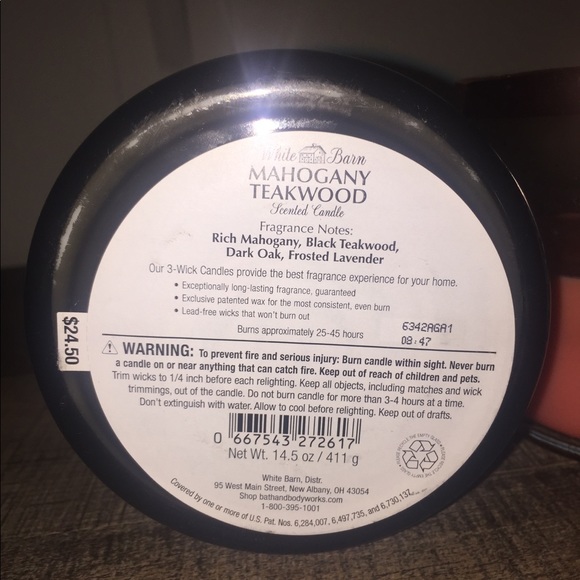 White Barn
MAHOGANY
TEAKWOOD
Scented Candle
Fragrance Notes:
Rich Mahogany, Black Teakwood,
Dark Oak, Frosted Lavender
Our 3-Wick Candles provide the best fragrance experience for your home.
• Exceptionally long-lasting fragrance, guaranteed
• Exclusive patented wax for the most consistent, even burn
• Lead-free wicks that won't burn out
Burns approximately 25-45 hours
6342AGA1
08:47
$24.50
WARNING: To prevent fire and serious injury: Burn candle within sight. Never burn
a candle on or near anything that can catch fire. Keep out of reach of children and pets.
Trim wicks to 1/4 inch before each relighting. Keep all objects, including matches and wick
trimmings, out of the candle. Do not burn candle for more than 3-4 hours at a time.
Don't extinguish with water. Allow to cool before relighting. Keep out of drafts.
0 667543 272617
Net Wt. 14.5 oz / 411 g
White Barn, Distr.
95 West Main Street, New Albany, OH 43054
Shop bathandbodyworks.com
1-800-395-1001
Covered by one or more of U.S. Pat. Nos. 6,284,007, 6,497,735, and 6,730,137.